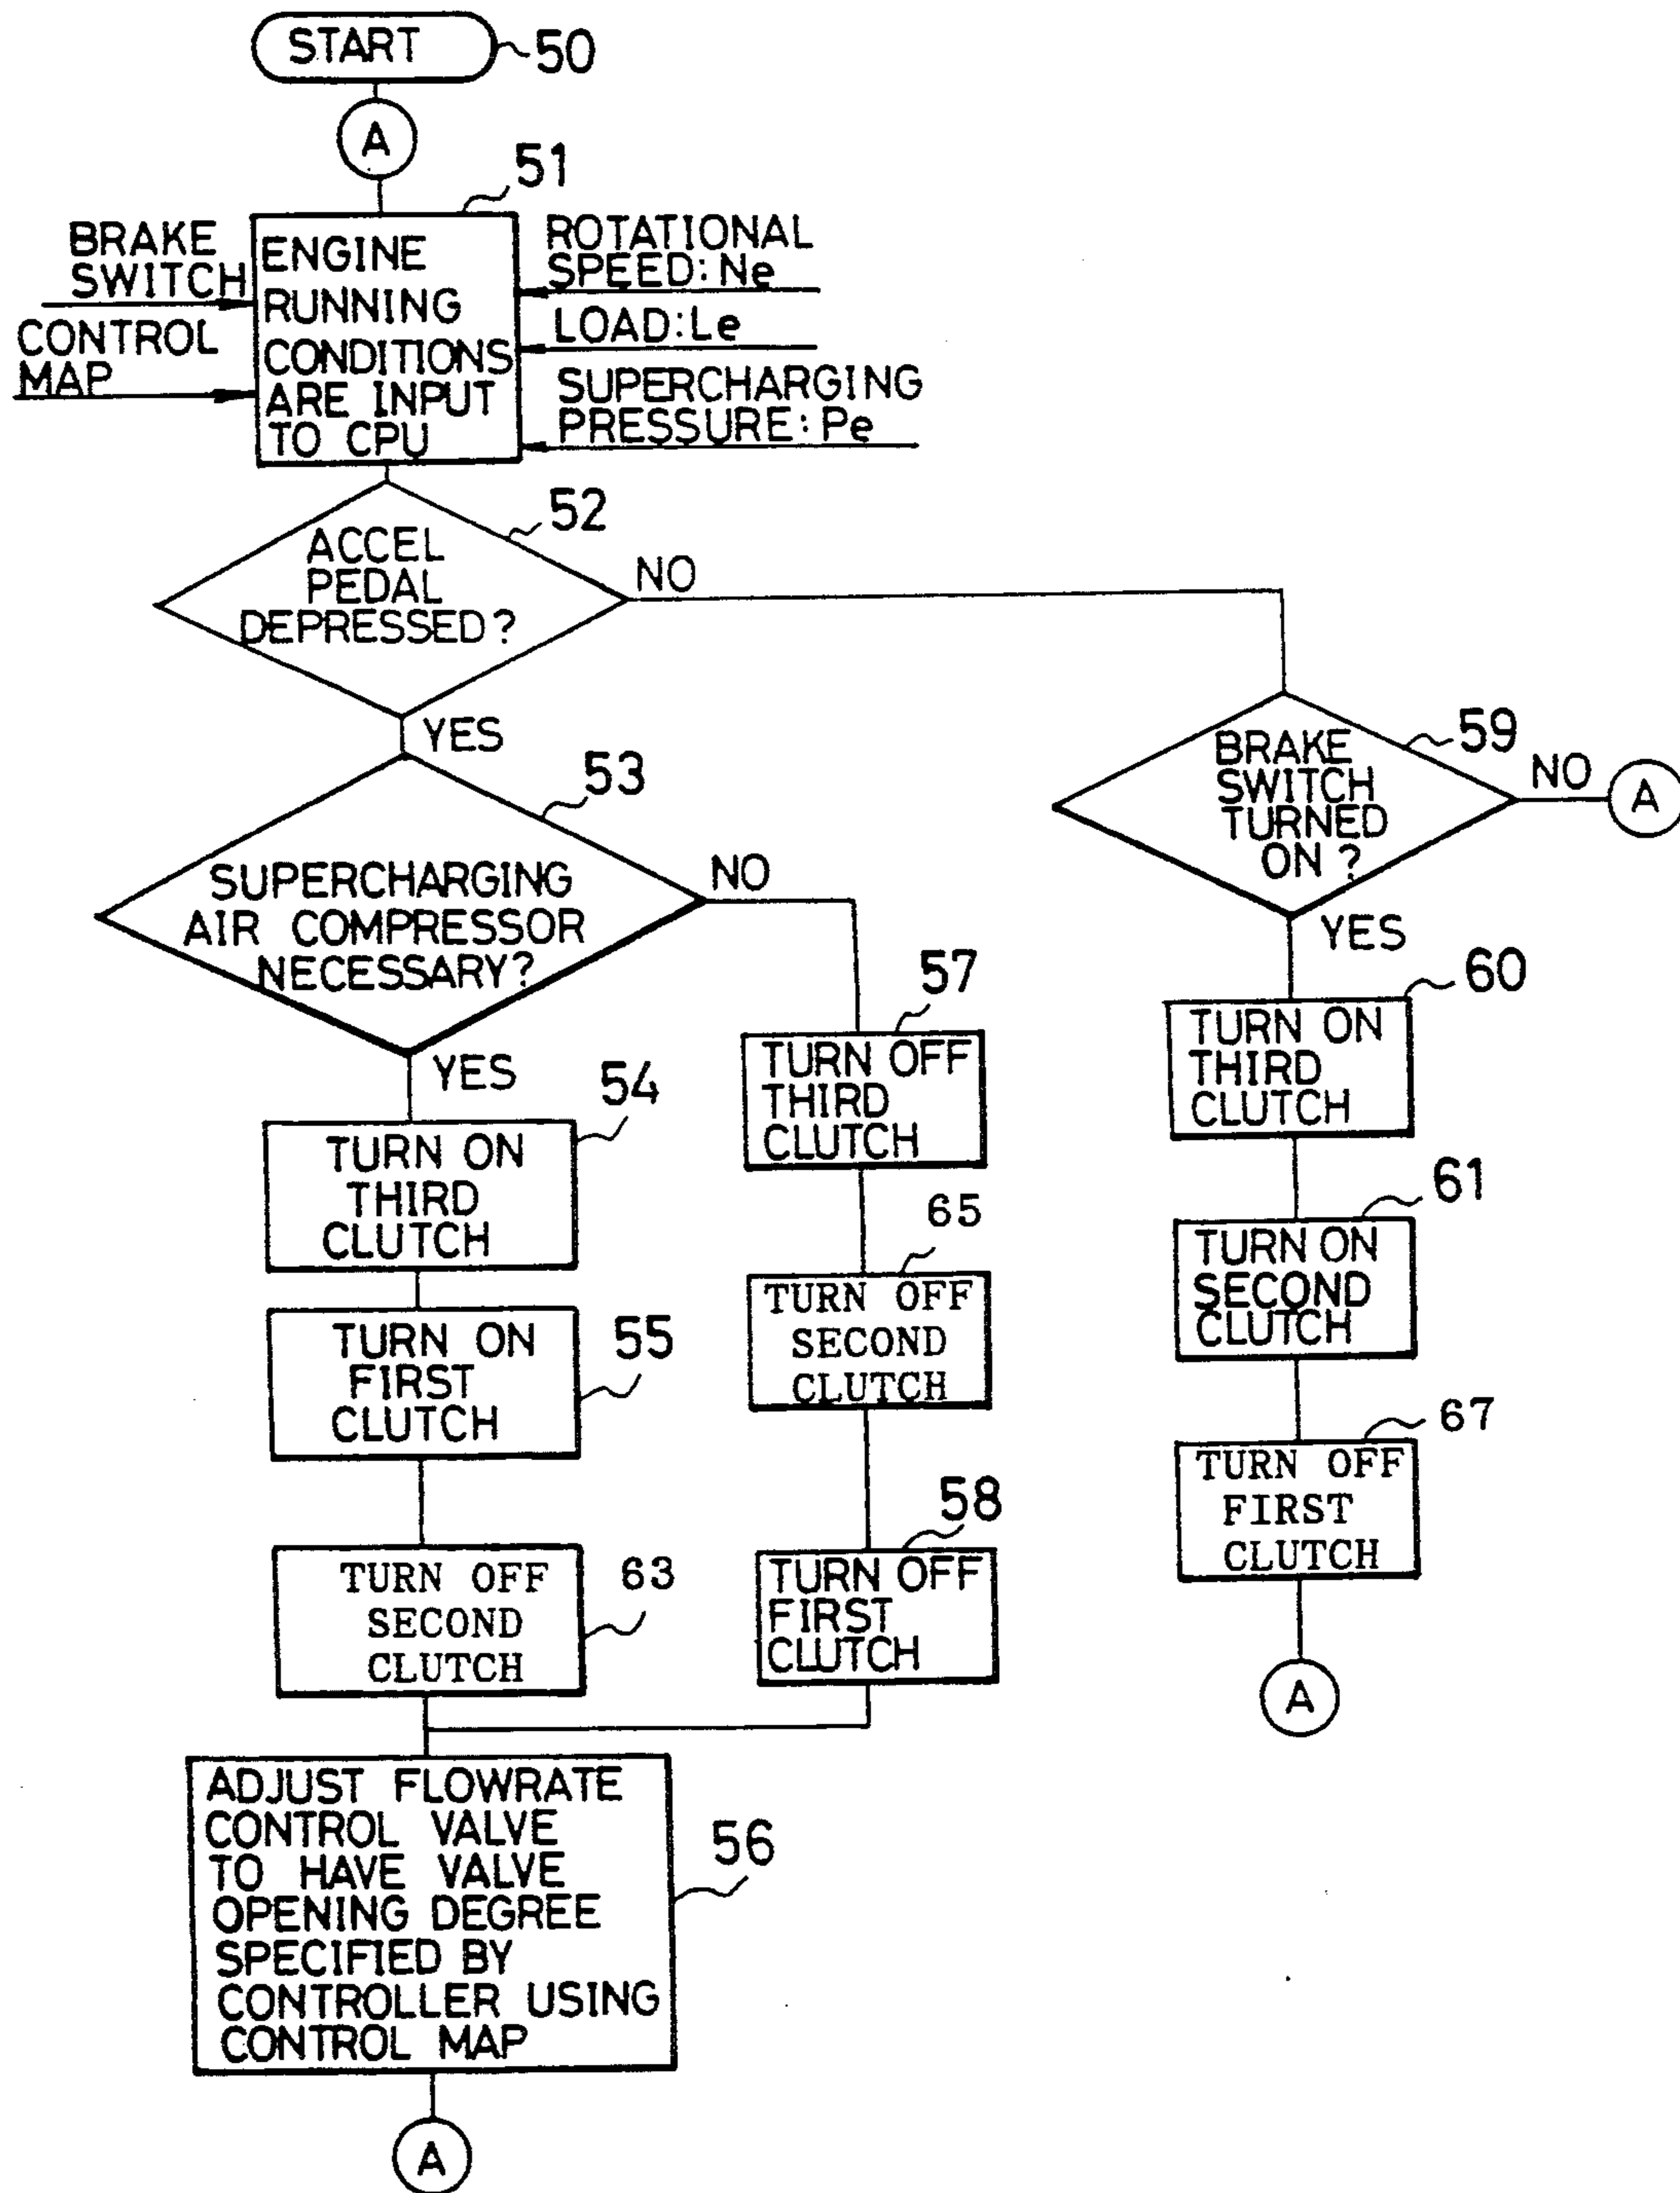 START
50
A
51
BRAKE
SWITCH
CONTROL
MAP
ENGINE
RUNNING
CONDITIONS
ARE INPUT
TO CPU
ROTATIONAL
SPEED: Ne
LOAD: Le
SUPERCHARGING
PRESSURE: Pe
52
ACCEL
PEDAL
DEPRESSED?
NO
YES
53
SUPERCHARGING
AIR COMPRESSOR
NECESSARY?
NO
YES
54
TURN ON
THIRD
CLUTCH
55
TURN ON
FIRST
CLUTCH
63
TURN OFF
SECOND
CLUTCH
57
TURN OFF
THIRD
CLUTCH
65
TURN OFF
SECOND
CLUTCH
58
TURN OFF
FIRST
CLUTCH
56
ADJUST FLOWRATE
CONTROL VALVE
TO HAVE VALVE
OPENING DEGREE
SPECIFIED BY
CONTROLLER USING
CONTROL MAP
A
59
BRAKE
SWITCH
TURNED
ON?
NO
A
YES
60
TURN ON
THIRD
CLUTCH
61
TURN ON
SECOND
CLUTCH
67
TURN OFF
FIRST
CLUTCH
A